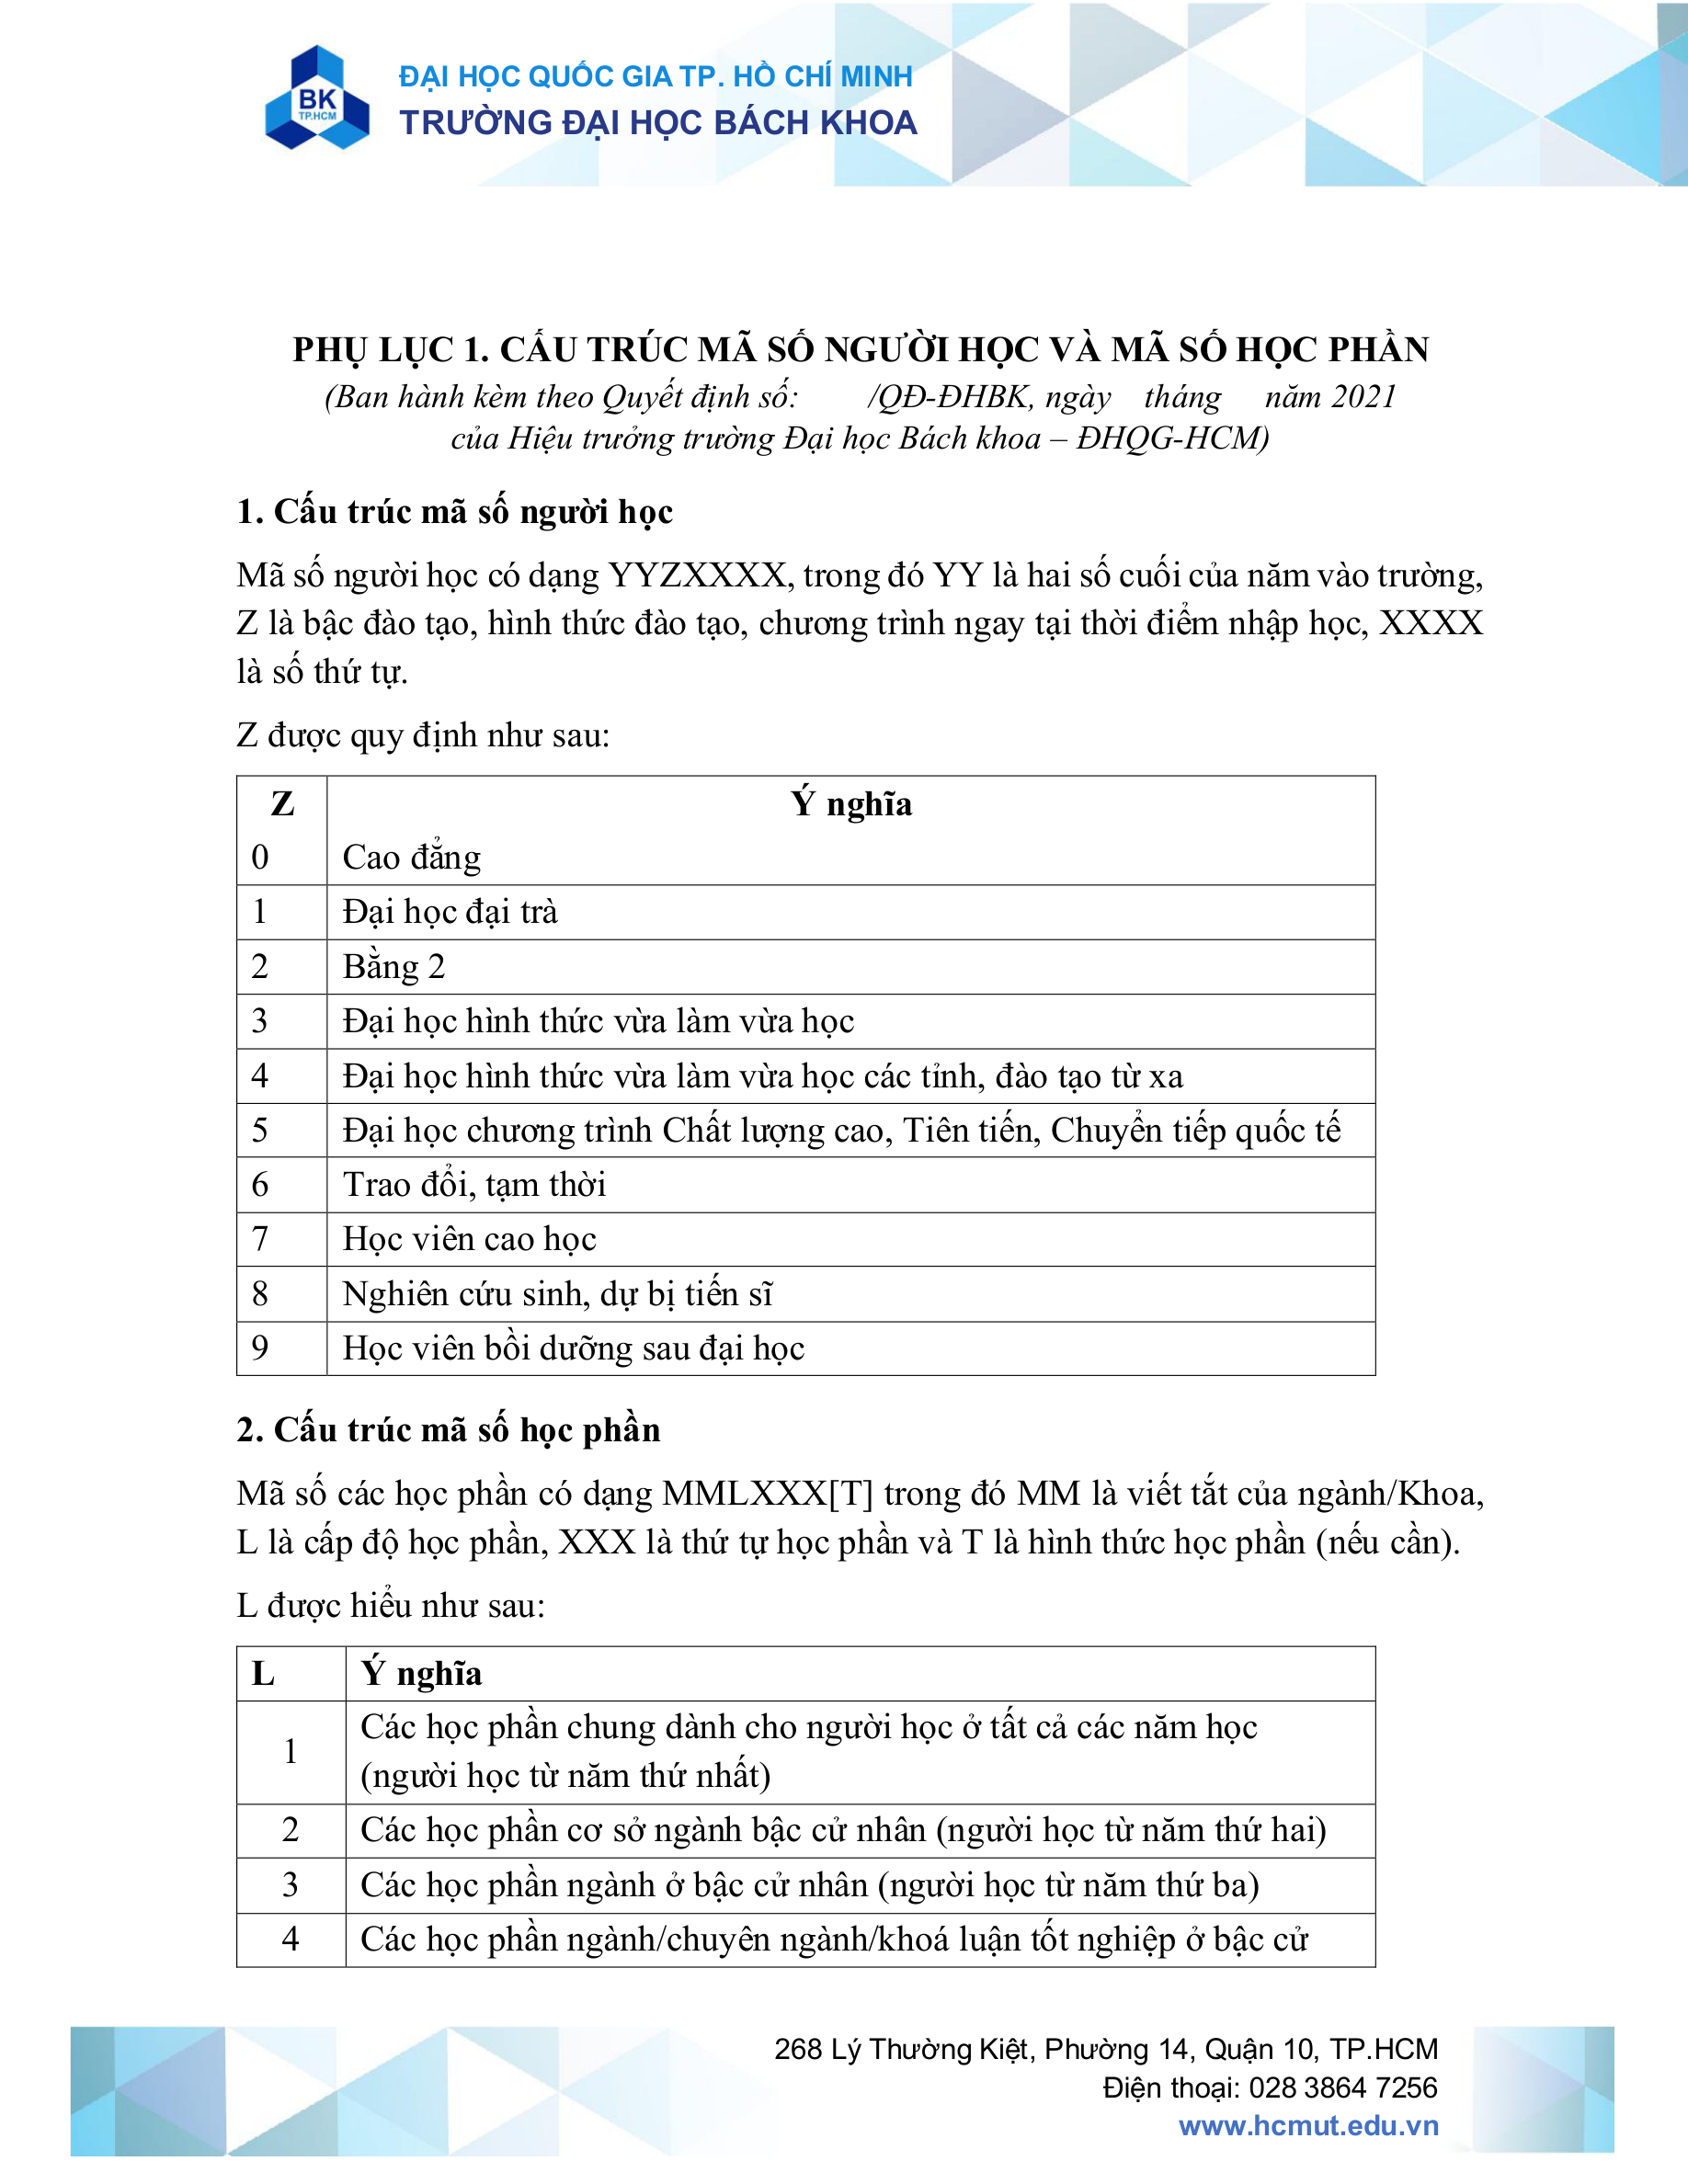 BK
TP.HCM
ĐẠI HỌC QUỐC GIA TP. HỒ CHÍ MINH
TRƯỜNG ĐẠI HỌC BÁCH KHOA
PHỤ LỤC 1. CẤU TRÚC MÃ SỐ NGƯỜI HỌC VÀ MÃ SỐ HỌC PHẦN
(Ban hành kèm theo Quyết định số: /QĐ-ĐHBK, ngày tháng năm 2021
của Hiệu trưởng trường Đại học Bách khoa – ĐHQG-HCM)
1. Cấu trúc mã số người học
Mã số người học có dạng YYZXXXX, trong đó YY là hai số cuối của năm vào trường,
Z là bậc đào tạo, hình thức đào tạo, chương trình ngay tại thời điểm nhập học, XXXX
là số thứ tự.
Z được quy định như sau:
Z Ý nghĩa
0 Cao đẳng
1 Đại học đại trà
2 Bằng 2
3 Đại học hình thức vừa làm vừa học
4 Đại học hình thức vừa làm vừa học các tỉnh, đào tạo từ xa
5 Đại học chương trình Chất lượng cao, Tiên tiến, Chuyển tiếp quốc tế
6 Trao đổi, tạm thời
7 Học viên cao học
8 Nghiên cứu sinh, dự bị tiến sĩ
9 Học viên bồi dưỡng sau đại học
2. Cấu trúc mã số học phần
Mã số các học phần có dạng MMLXXX[T] trong đó MM là viết tắt của ngành/Khoa,
L là cấp độ học phần, XXX là thứ tự học phần và T là hình thức học phần (nếu cần).
L được hiểu như sau:
L Ý nghĩa
1 Các học phần chung dành cho người học ở tất cả các năm học
(người học từ năm thứ nhất)
2 Các học phần cơ sở ngành bậc cử nhân (người học từ năm thứ hai)
3 Các học phần ngành ở bậc cử nhân (người học từ năm thứ ba)
4 Các học phần ngành/chuyên ngành/khoá luận tốt nghiệp ở bậc cử
268 Lý Thường Kiệt, Phường 14, Quận 10, TP.HCM
Điện thoại: 028 3864 7256
www.hcmut.edu.vn